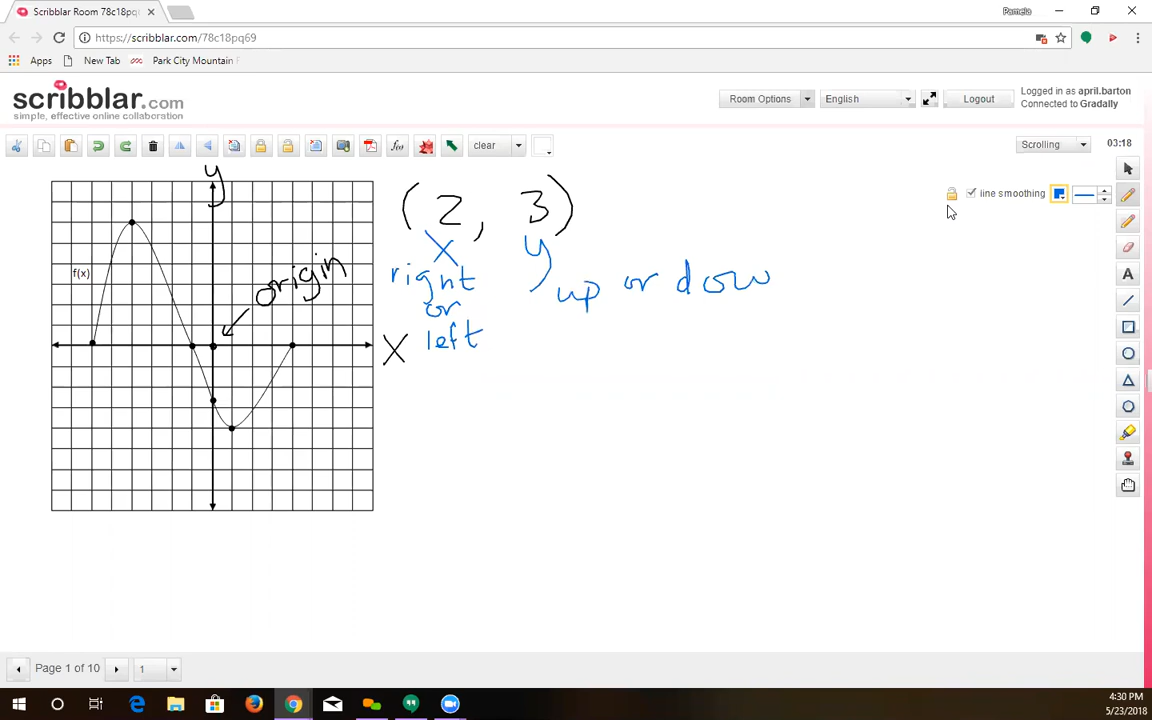 Scribblar Room 78c18pq
Pamela
https://scribblar.com/78c18pq69
Apps
New Tab
Park City Mountain
scribblar.com
simple, effective online collaboration
Room Options
English
Logout
Logged in as april.barton
Connected to Gradally
f(x)
clear
Scrolling
03:18
line smoothing
A
y
(2, 3)
x y
right
or
left
up or dow
origin
f(x)
X
Page 1 of 10
1
4:30 PM
5/23/2018